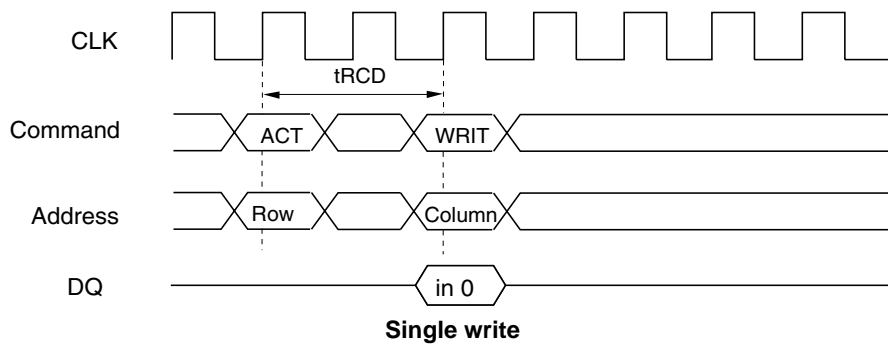 CLK
tRCD
Command ACT WRIT
Address Row Column
DQ in 0
Single write